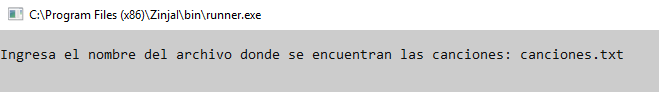 C:\Program Files (x86)\Zinjal\bin\runner.exe
Ingresa el nombre del archivo donde se encuentran las canciones: canciones.txt